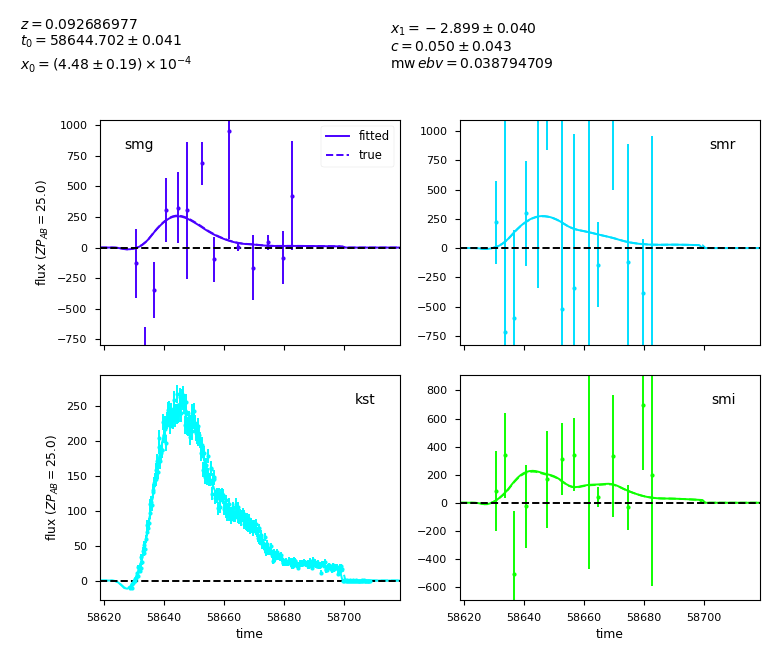 z = 0.092686977
t₀ = 58644.702 ± 0.041
x₀ = (4.48 ± 0.19) × 10⁻⁴
x₁ = −2.899 ± 0.040
c = 0.050 ± 0.043
mw ebv = 0.038794709
1000
750
500
250
0
−250
−500
−750
flux (ZP_AB = 25.0)
smg
fitted
true
1000
750
500
250
0
−250
−500
−750
smr
250
200
150
100
50
0
flux (ZP_AB = 25.0)
kst
58620
58640
58660
58680
58700
time
800
600
400
200
0
−200
−400
−600
smi
58620
58640
58660
58680
58700
time